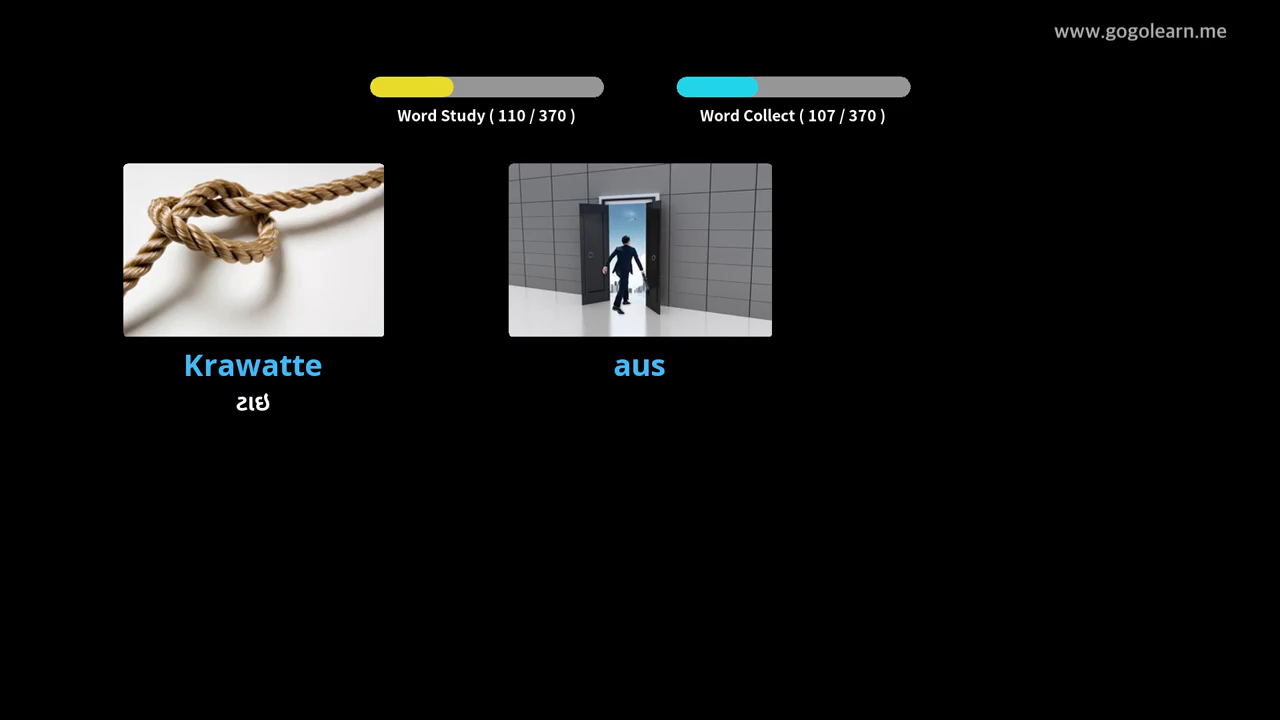 www.gogolearn.me
Word Study ( 110 / 370 )
Word Collect ( 107 / 370 )
Krawatte
ટાઇ
aus